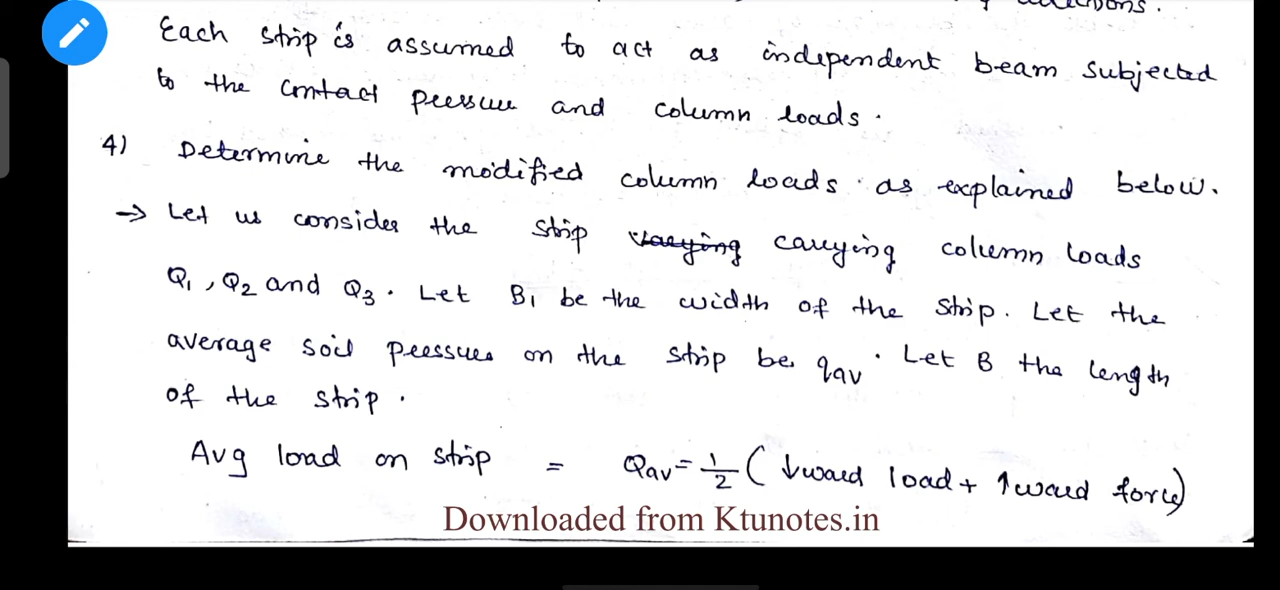 directions.
Each strip is assumed to act as independent beam subjected
to the contact pressure and column loads.
4) Determine the modified column loads as explained below.
→ Let us consider the strip varying carrying column loads
Q1, Q2 and Q3. Let B1 be the width of the strip. Let the
average soil pressure on the strip be qav. Let B the length
of the strip.
Avg load on strip = Qav = 1/2 (↓ward load + ↑ward force)
Downloaded from Ktunotes.in